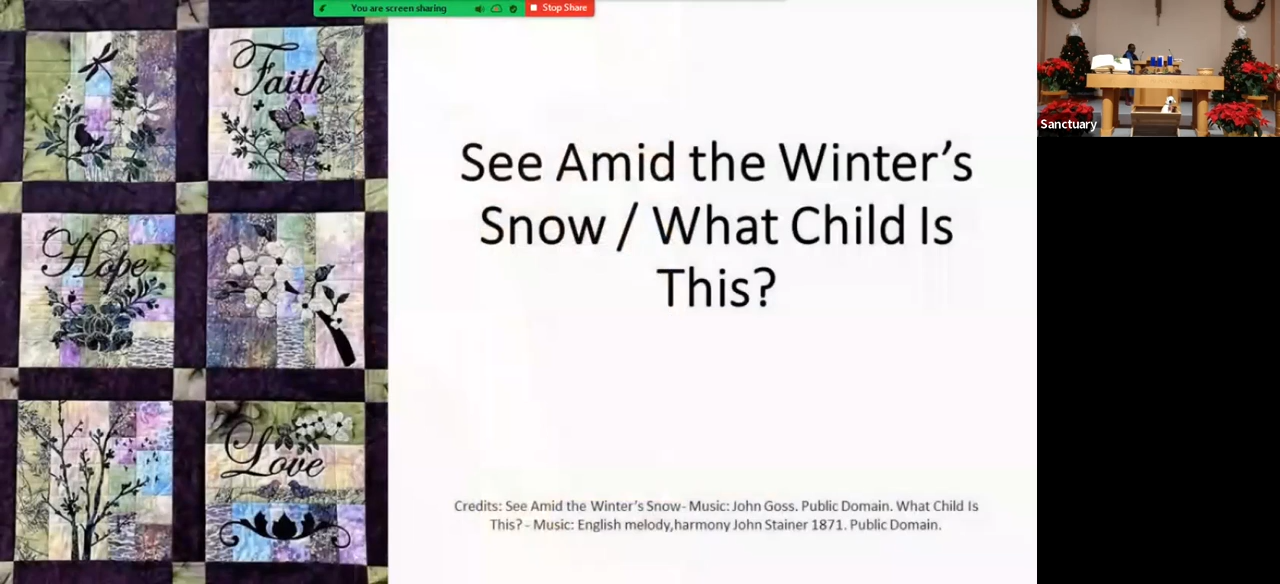 You are screen sharing
Stop Share
Faith
Hope
Love
See Amid the Winter's
Snow / What Child Is
This?
Credits: See Amid the Winter's Snow- Music: John Goss. Public Domain. What Child Is
This? - Music: English melody,harmony John Stainer 1871. Public Domain.
Sanctuary